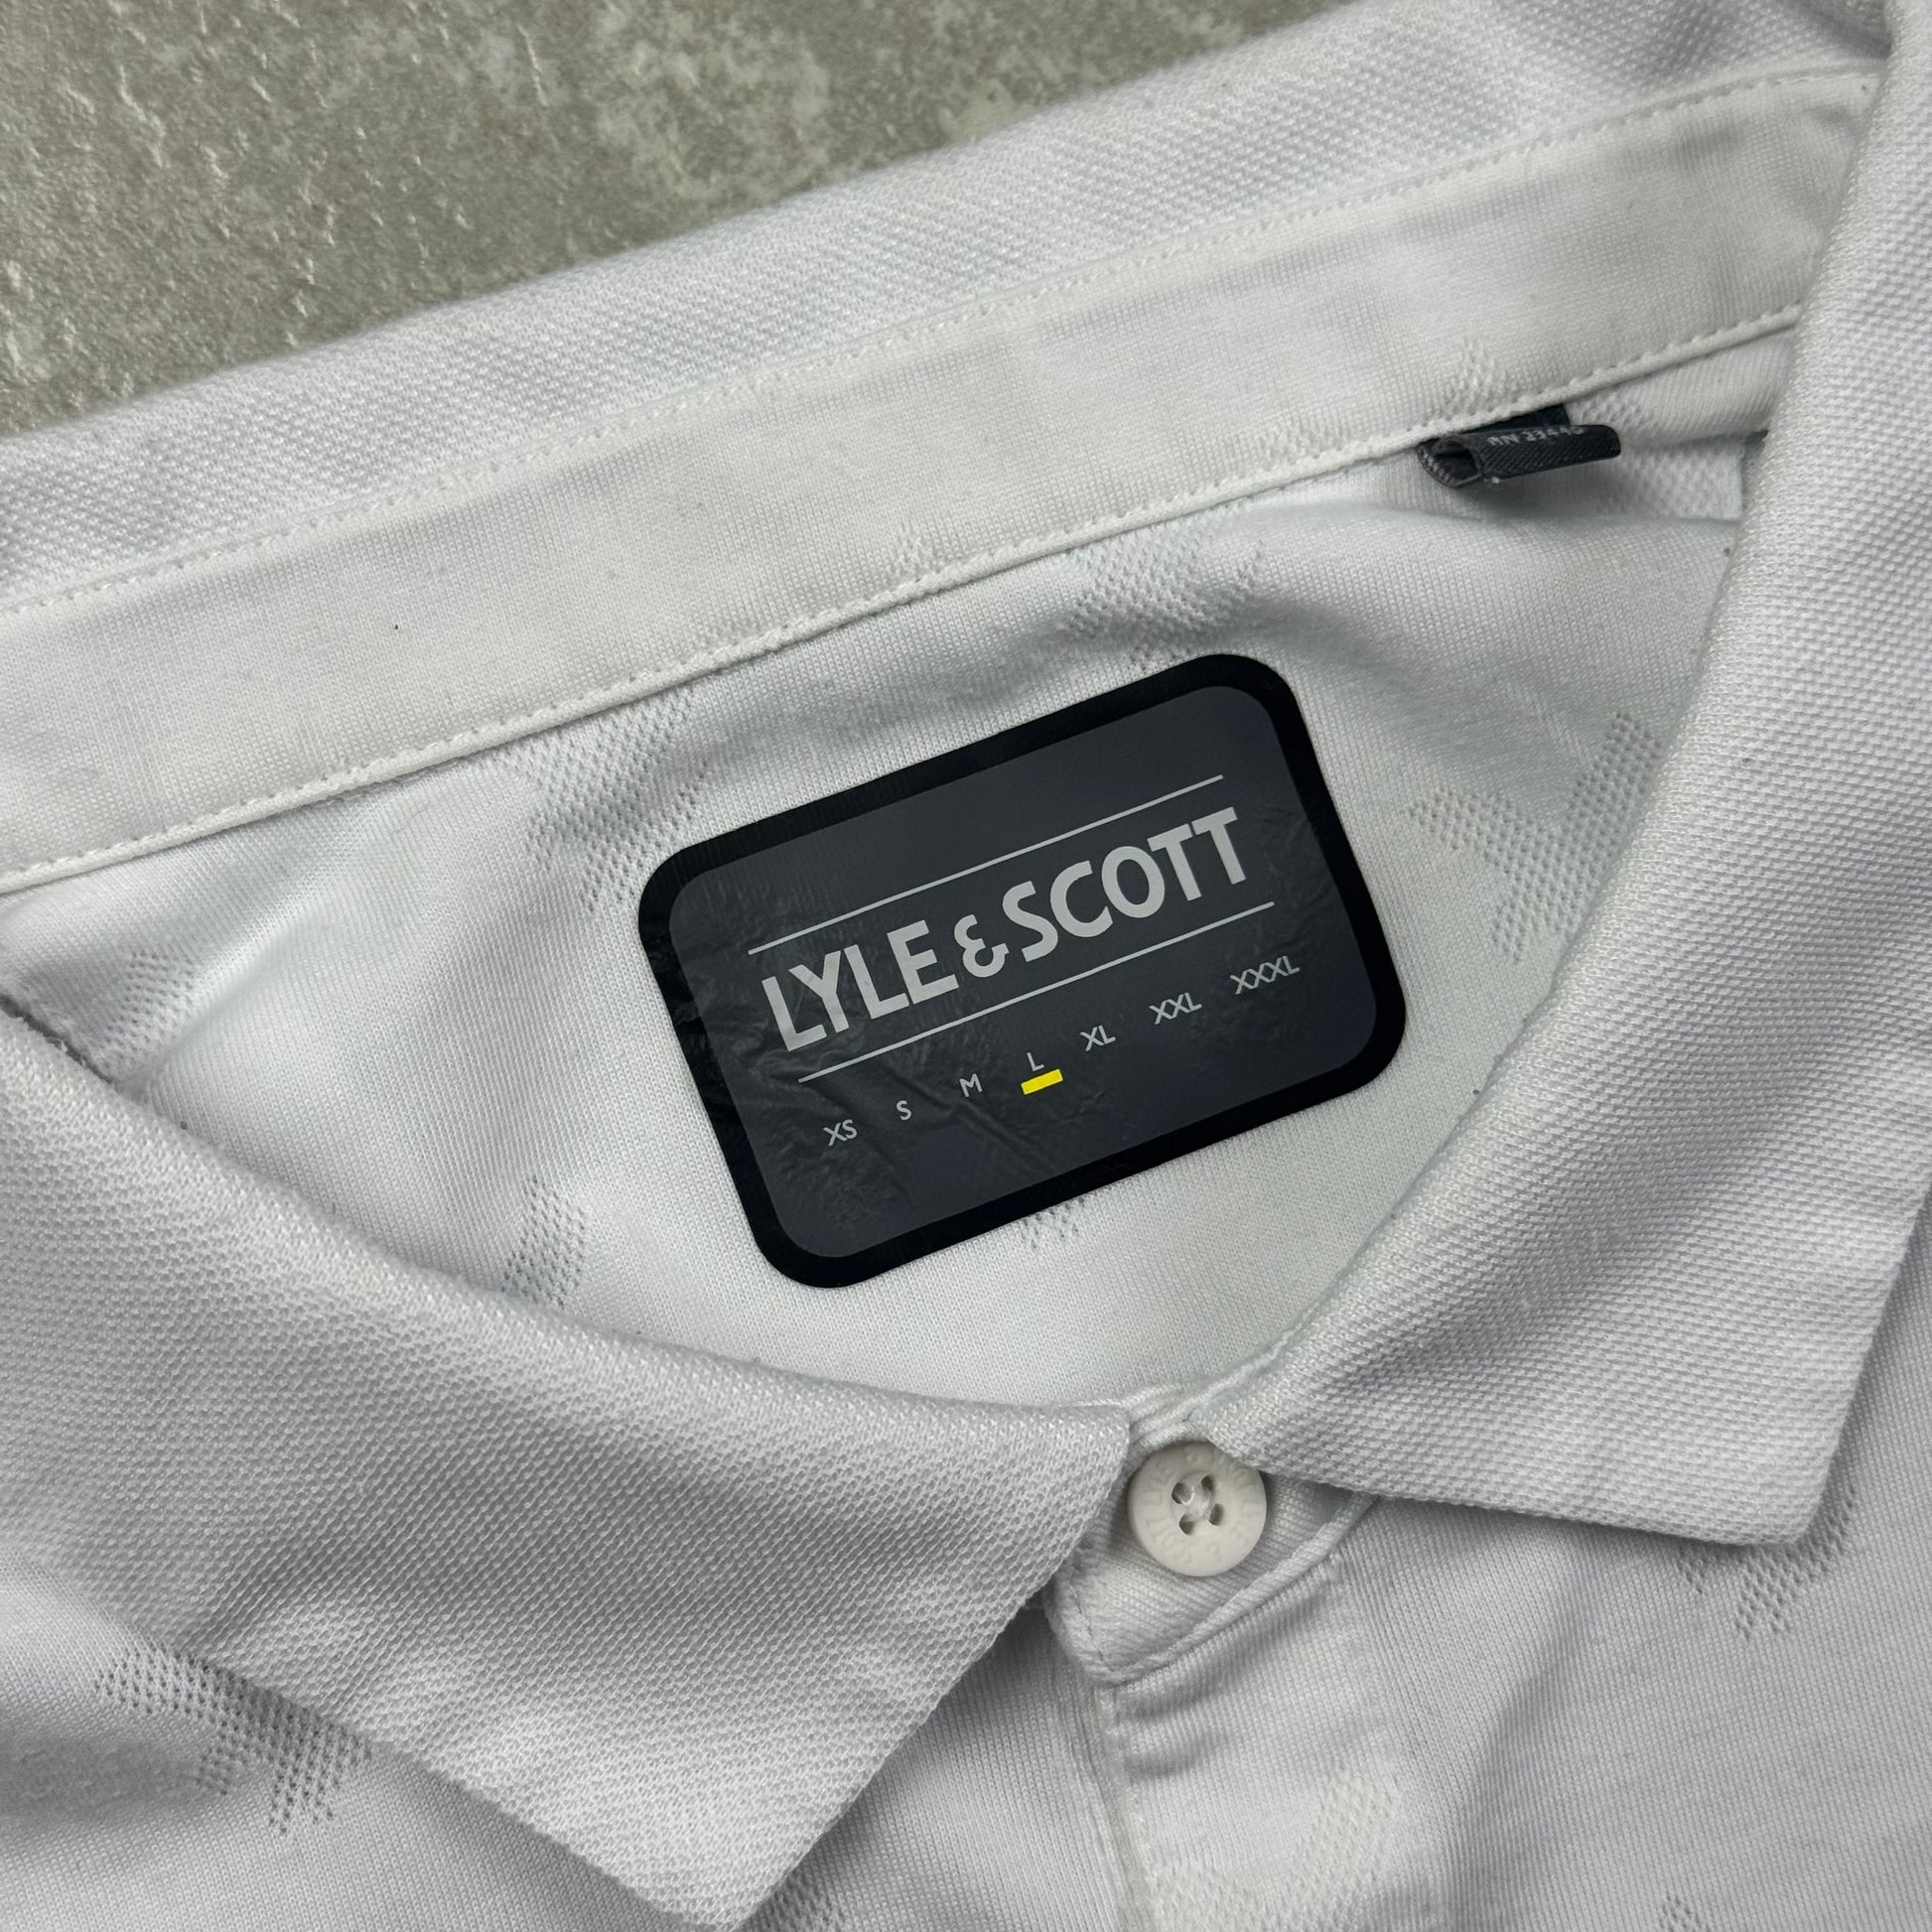 LYLE & SCOTT
XS S M L XL XXL XXXL